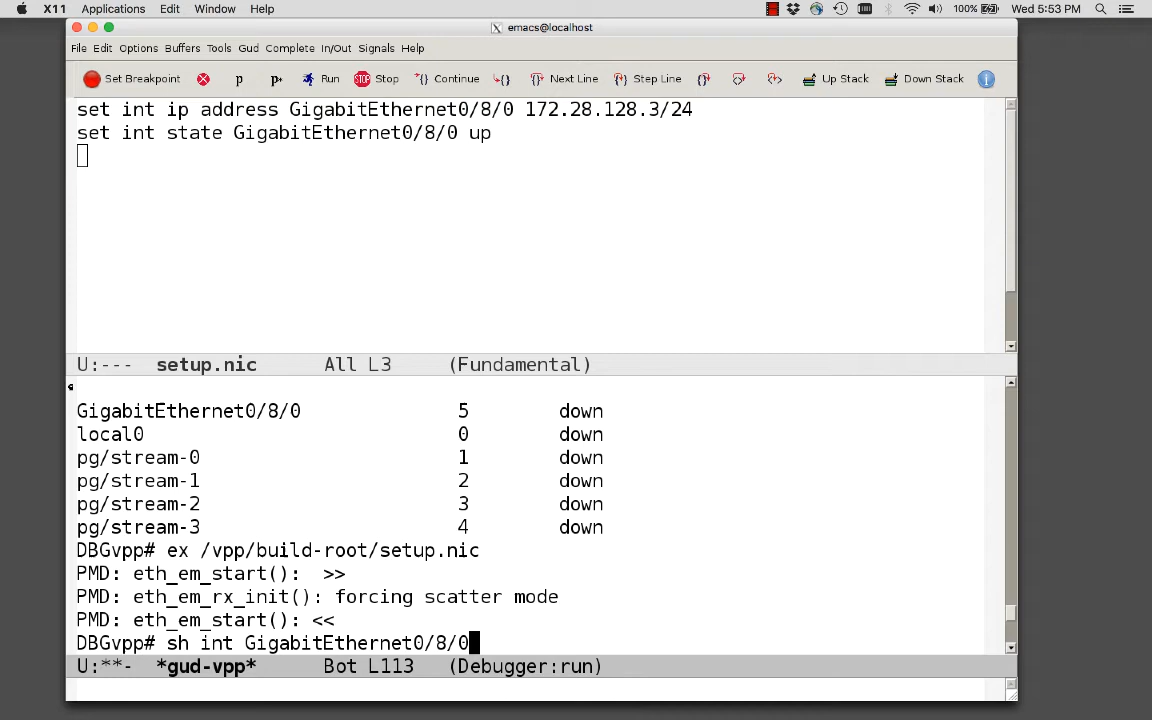 X11 Applications Edit Window Help 100% Wed 5:53 PM
emacs@localhost
File Edit Options Buffers Tools Gud Complete In/Out Signals Help
Set Breakpoint p p* Run STOP Stop Continue Next Line Step Line Up Stack Down Stack
set int ip address GigabitEthernet0/8/0 172.28.128.3/24
set int state GigabitEthernet0/8/0 up
U:--- setup.nic All L3 (Fundamental)
GigabitEthernet0/8/0 5 down
local0 0 down
pg/stream-0 1 down
pg/stream-1 2 down
pg/stream-2 3 down
pg/stream-3 4 down
DBGvpp# ex /vpp/build-root/setup.nic
PMD: eth_em_start(): >>
PMD: eth_em_rx_init(): forcing scatter mode
PMD: eth_em_start(): <<
DBGvpp# sh int GigabitEthernet0/8/0
U:**- *gud-vpp* Bot L113 (Debugger:run)